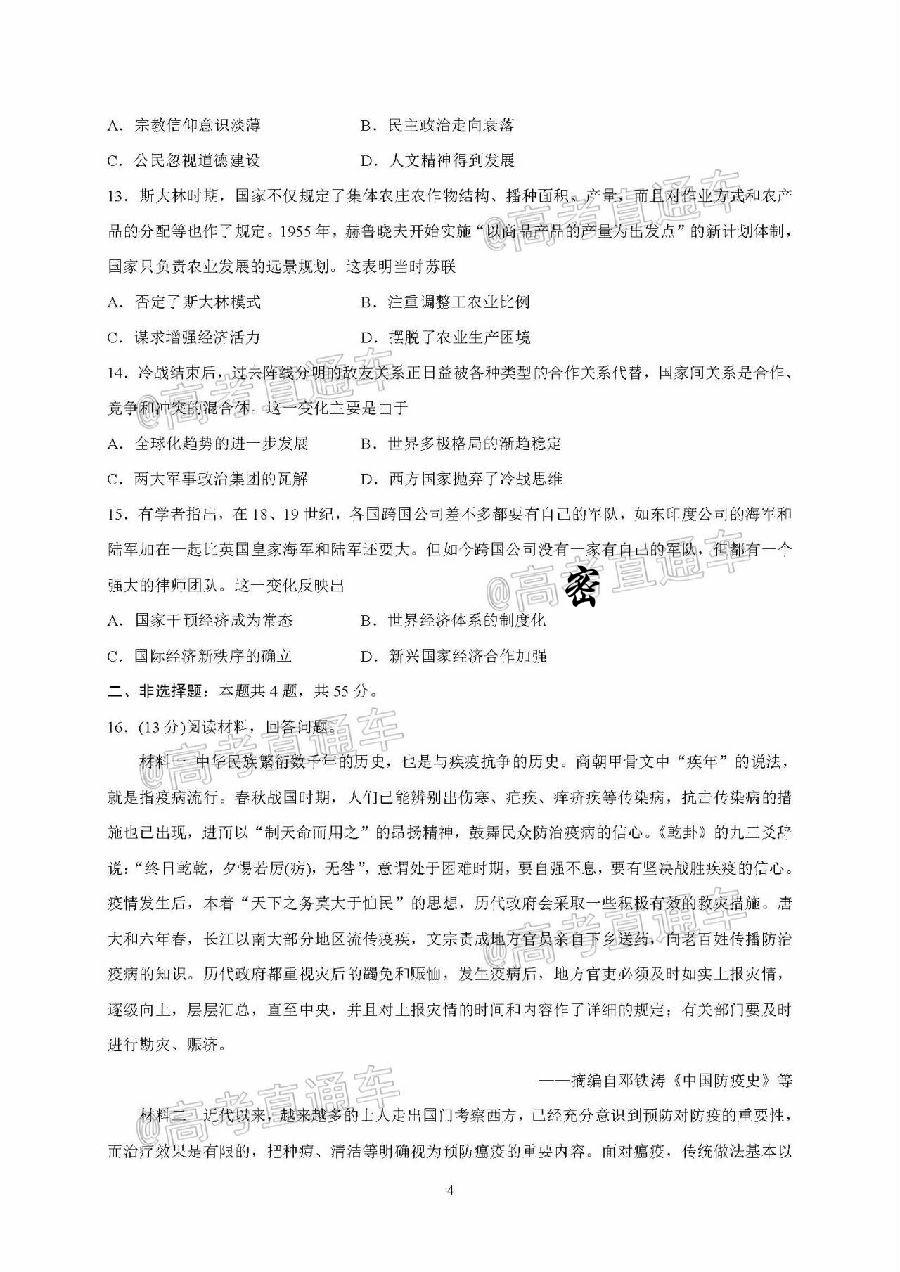 A．宗教信仰意识淡薄 B．民主政治走向衰落
C．公民忽视道德建设 D．人文精神得到发展
13．斯大林时期，国家不仅规定了集体农庄农作物结构、播种面积、产量，而且对作业方式和农产
品的分配等也作了规定。1955年，赫鲁晓夫开始实施“以商品产品的产量为出发点”的新计划体制，
国家只负责农业发展的远景规划。这表明当时苏联
A．否定了斯大林模式 B．注重调整工农业比例
C．谋求增强经济活力 D．摆脱了农业生产困境
14．冷战结束后，过去阵线分明的敌友关系正日益被各种类型的合作关系代替，国家间关系是合作、
竞争和冲突的混合体。这一变化主要是由于
A．全球化趋势的进一步发展 B．世界多极格局的渐趋稳定
C．两大军事政治集团的瓦解 D．西方国家抛弃了冷战思维
15．有学者指出，在18、19世纪，各国跨国公司差不多都要有自己的军队，如东印度公司的海军和
陆军加在一起比英国皇家海军和陆军还要大。但如今跨国公司没有一家有自己的军队，但都有一个
强大的律师团队。这一变化反映出
密
A．国家干预经济成为常态 B．世界经济体系的制度化
C．国际经济新秩序的确立 D．新兴国家经济合作加强
二、非选择题：本题共4题，共55分。
16．(13分)阅读材料，回答问题。
材料一 中华民族繁衍数千年的历史，也是与疾疫抗争的历史。商朝甲骨文中“疾年”的说法，
就是指疫病流行。春秋战国时期，人们已能辨别出伤寒、疟疾、痒疥疾等传染病，抗击传染病的措
施也已出现，进而以“制天命而用之”的昂扬精神，鼓舞民众防治疫病的信心。《乾卦》的九三爻辞
说：“终日乾乾，夕惕若厉(疠)，无咎”，意谓处于困难时期，要自强不息，要有坚决战胜疾疫的信心。
疫情发生后，本着“天下之务莫大于恤民”的思想，历代政府会采取一些积极有效的救灾措施。唐
大和六年春，长江以南大部分地区流传疫疾，文宗责成地方官员亲自下乡送药，向老百姓传播防治
疫病的知识。历代政府都重视灾后的蠲免和赈恤，发生疫病后，地方官吏必须及时如实上报灾情，
逐级向上，层层汇总，直至中央，并且对上报灾情的时间和内容作了详细的规定；有关部门要及时
进行勘灾、赈济。
——摘编自邓铁涛《中国防疫史》等
材料二 近代以来，越来越多的士人走出国门考察西方，已经充分意识到预防对防疫的重要性，
而治疗效果是有限的，把种痘、清洁等明确视为预防瘟疫的重要内容。面对瘟疫，传统做法基本以
4
@高考直通车
@高考直通车
@高考直通车
@高考直通车
@高考直通车
@高考直通车
@高考直通车